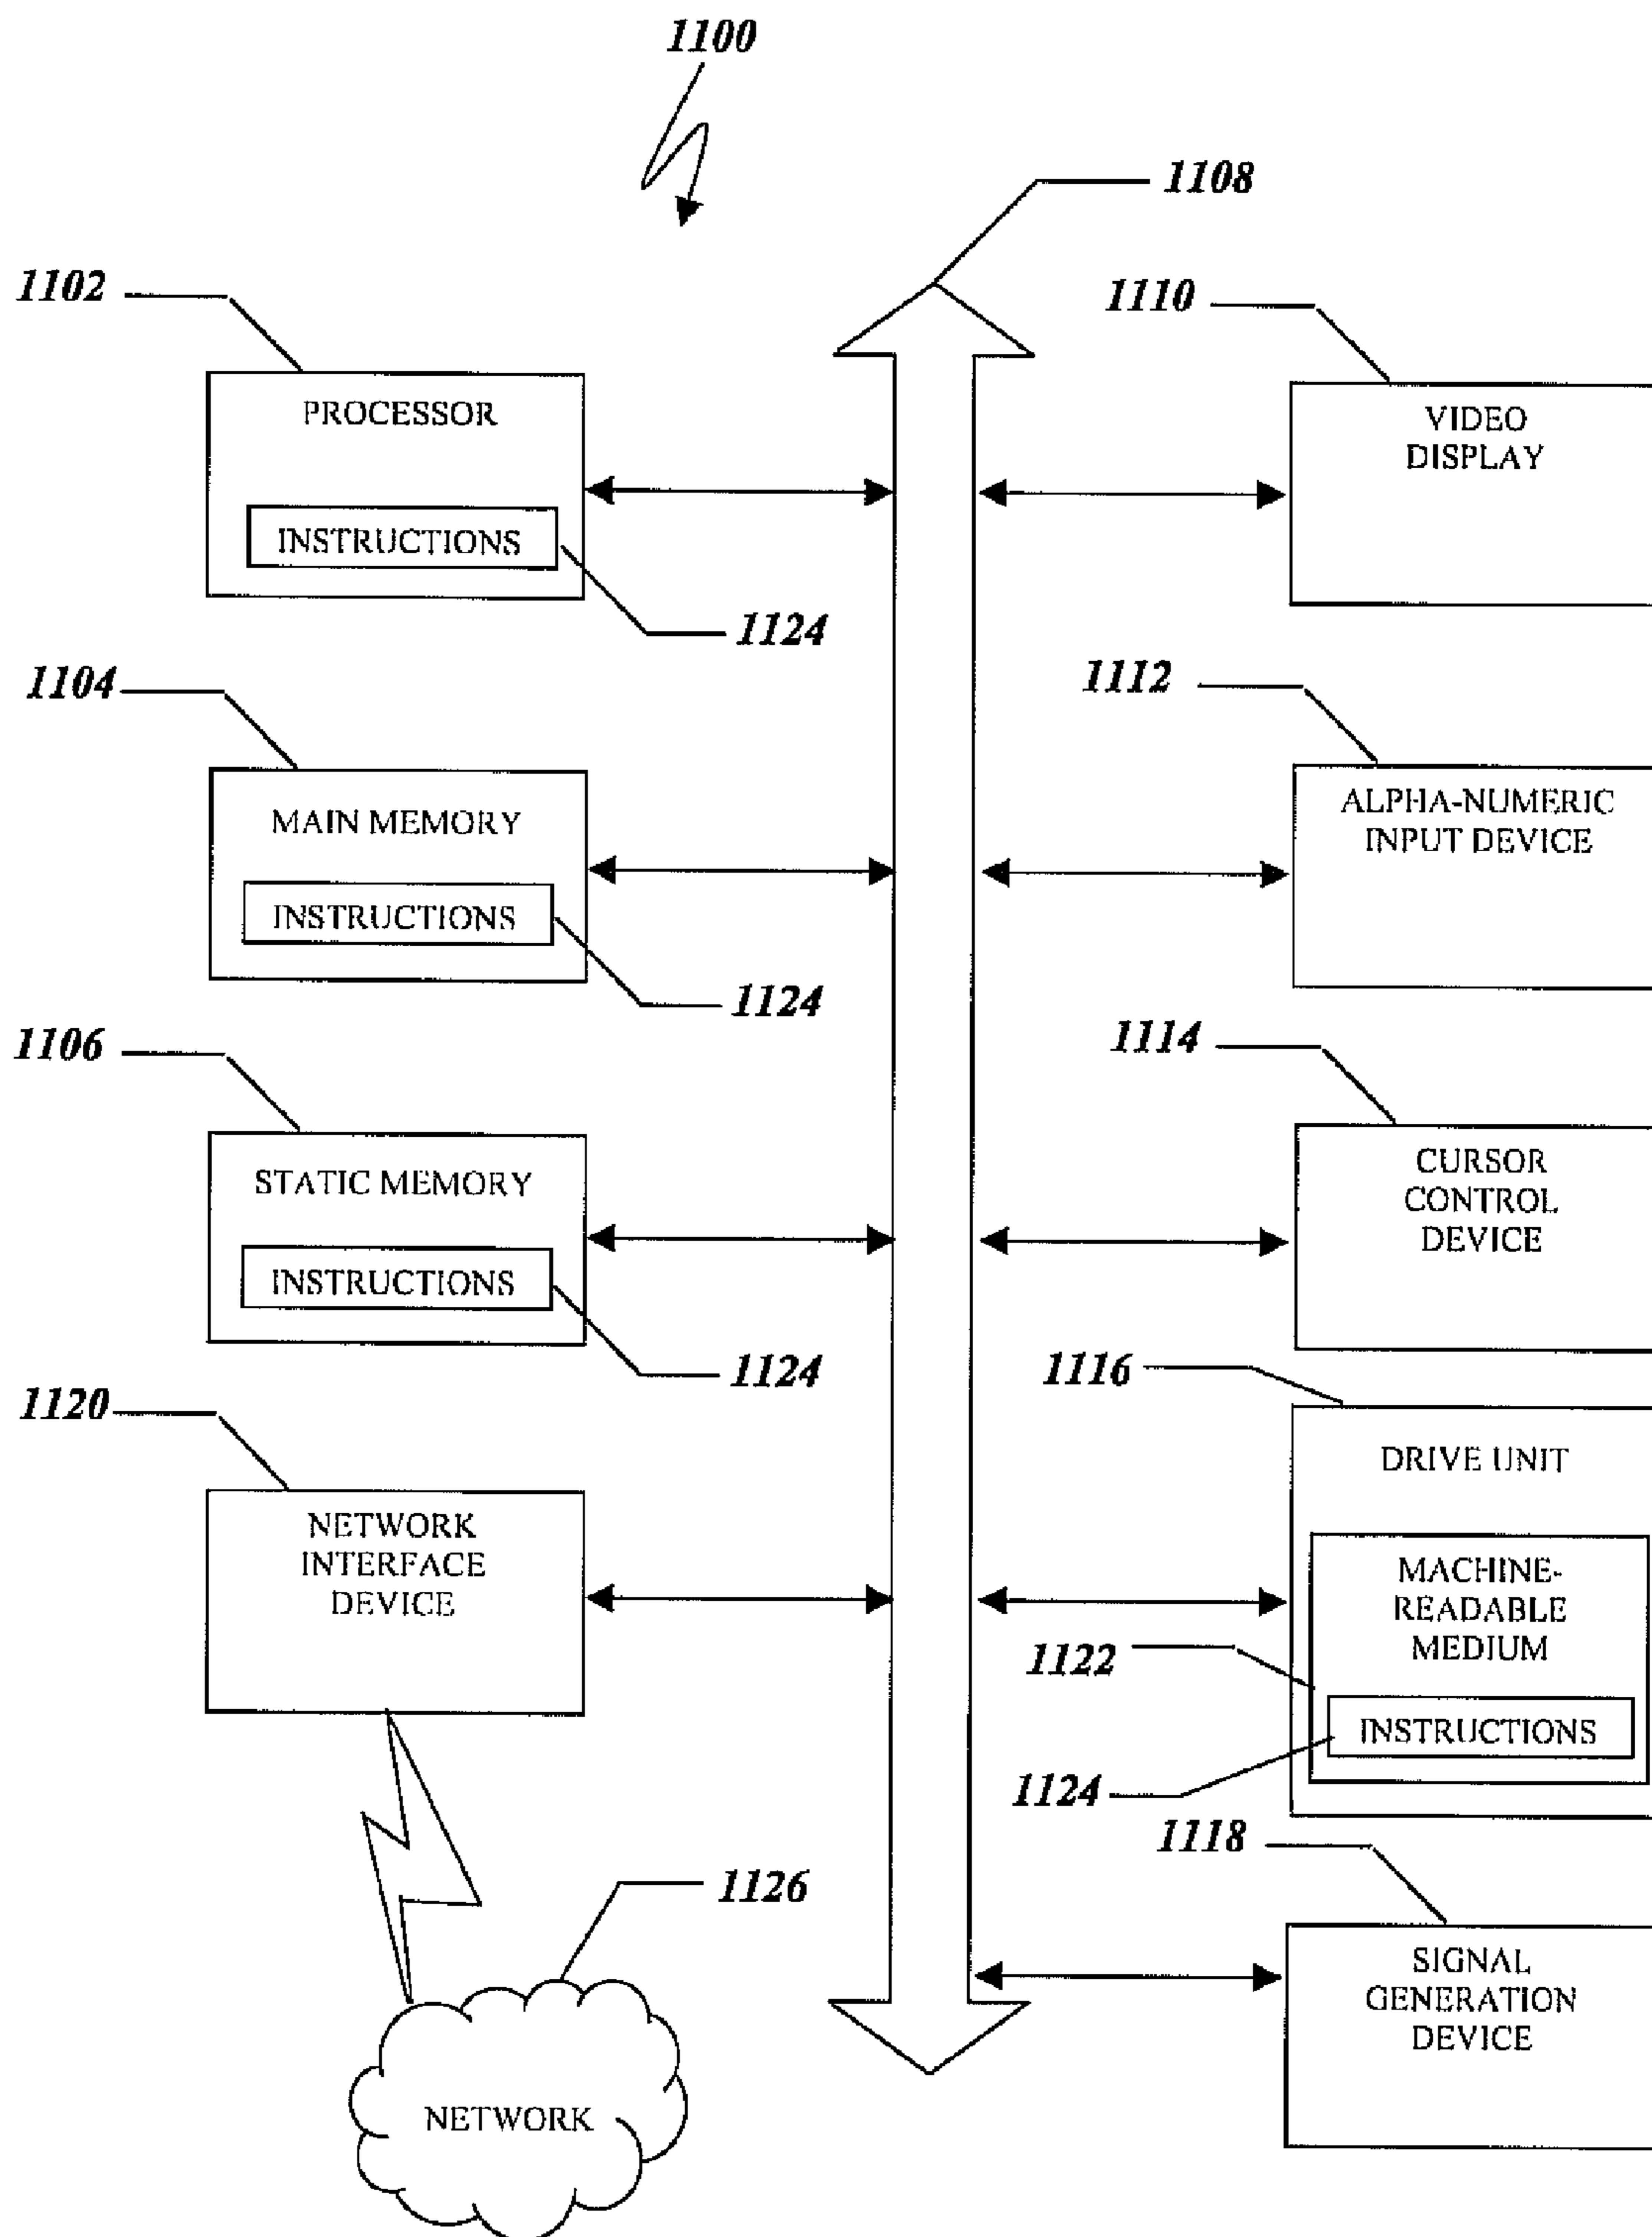 1100
1108
1102
PROCESSOR
INSTRUCTIONS
1124
1110
VIDEO
DISPLAY
1104
MAIN MEMORY
INSTRUCTIONS
1124
1112
ALPHA-NUMERIC
INPUT DEVICE
1106
STATIC MEMORY
INSTRUCTIONS
1124
1114
CURSOR
CONTROL
DEVICE
1120
NETWORK
INTERFACE
DEVICE
1116
DRIVE UNIT
MACHINE-
READABLE
MEDIUM
1122
INSTRUCTIONS
1124
1126
NETWORK
1118
SIGNAL
GENERATION
DEVICE